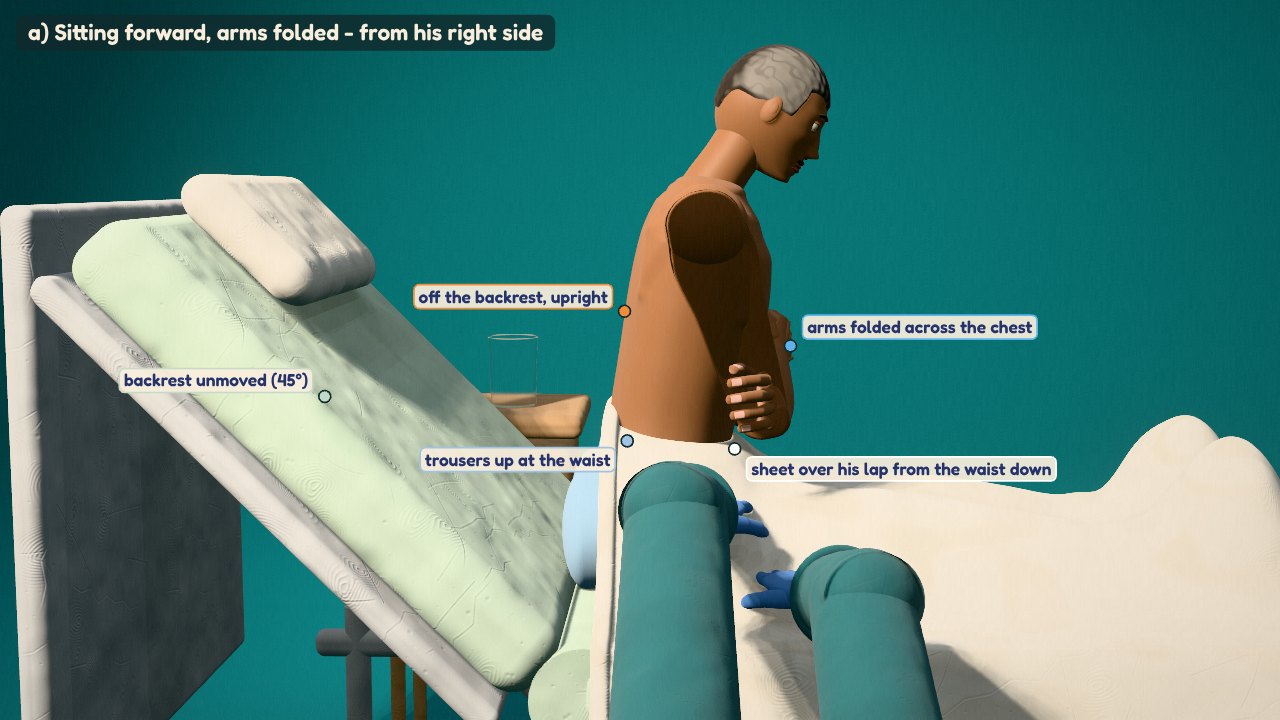 a) Sitting forward, arms folded - from his right side
off the backrest, upright
arms folded across the chest
backrest unmoved (45°)
trousers up at the waist
sheet over his lap from the waist down